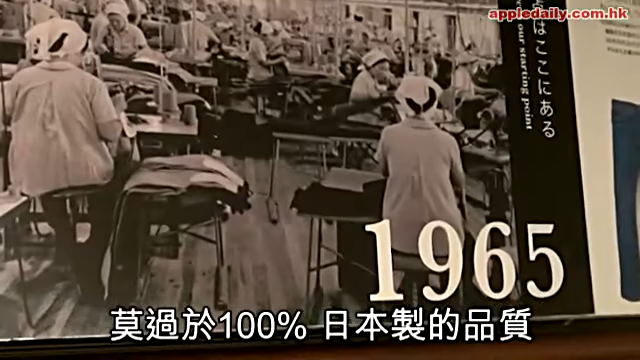 appledaily.com.hk
はここにある
our starting point
1965
莫過於100% 日本製的品質